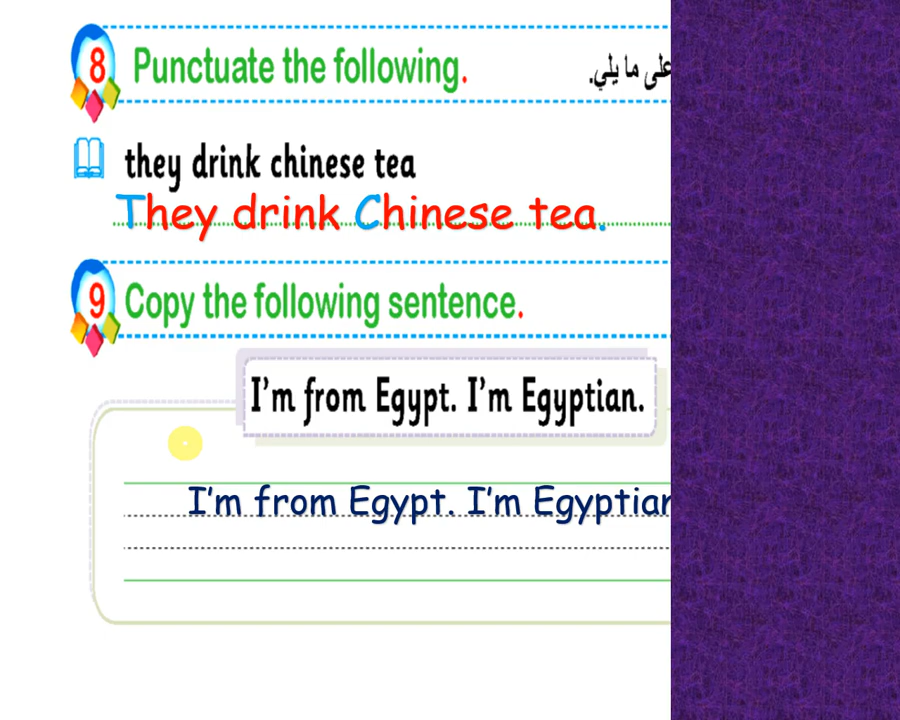 8 Punctuate the following. على ما يلي.
they drink chinese tea
They drink Chinese tea.
9 Copy the following sentence.
I'm from Egypt. I'm Egyptian.
I'm from Egypt. I'm Egyptian